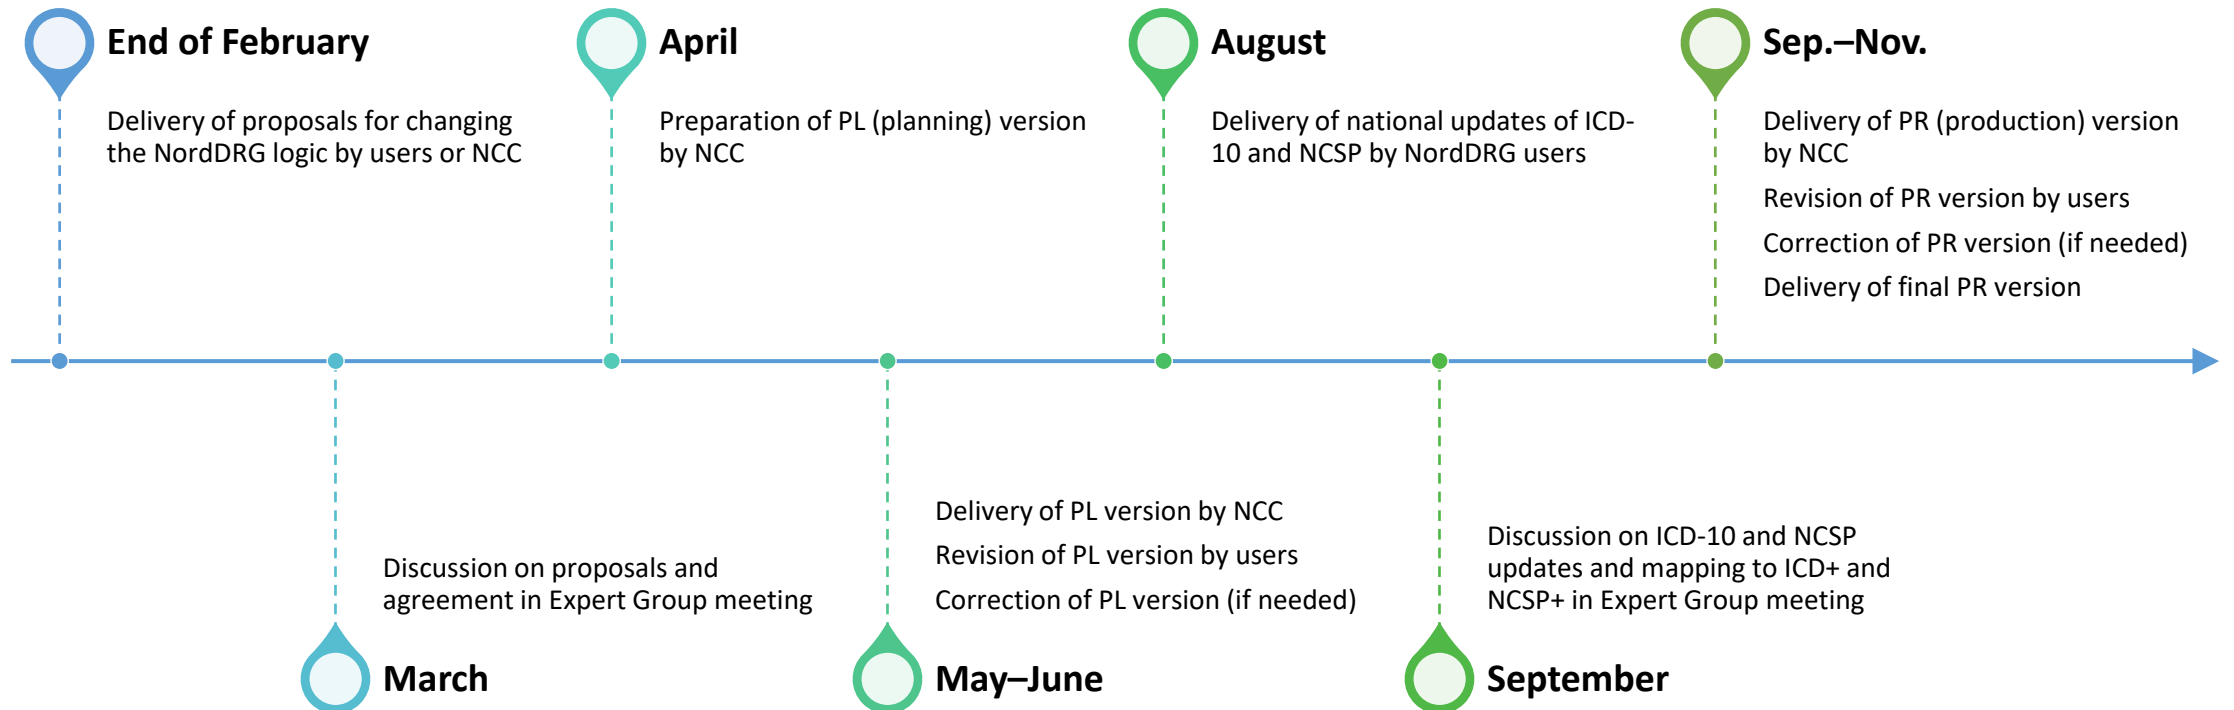 End of February
Delivery of proposals for changing
the NordDRG logic by users or NCC
March
Discussion on proposals and
agreement in Expert Group meeting
April
Preparation of PL (planning) version
by NCC
May–June
Delivery of PL version by NCC
Revision of PL version by users
Correction of PL version (if needed)
August
Delivery of national updates of ICD-
10 and NCSP by NordDRG users
September
Discussion on ICD-10 and NCSP
updates and mapping to ICD+ and
NCSP+ in Expert Group meeting
Sep.–Nov.
Delivery of PR (production) version
by NCC
Revision of PR version by users
Correction of PR version (if needed)
Delivery of final PR version